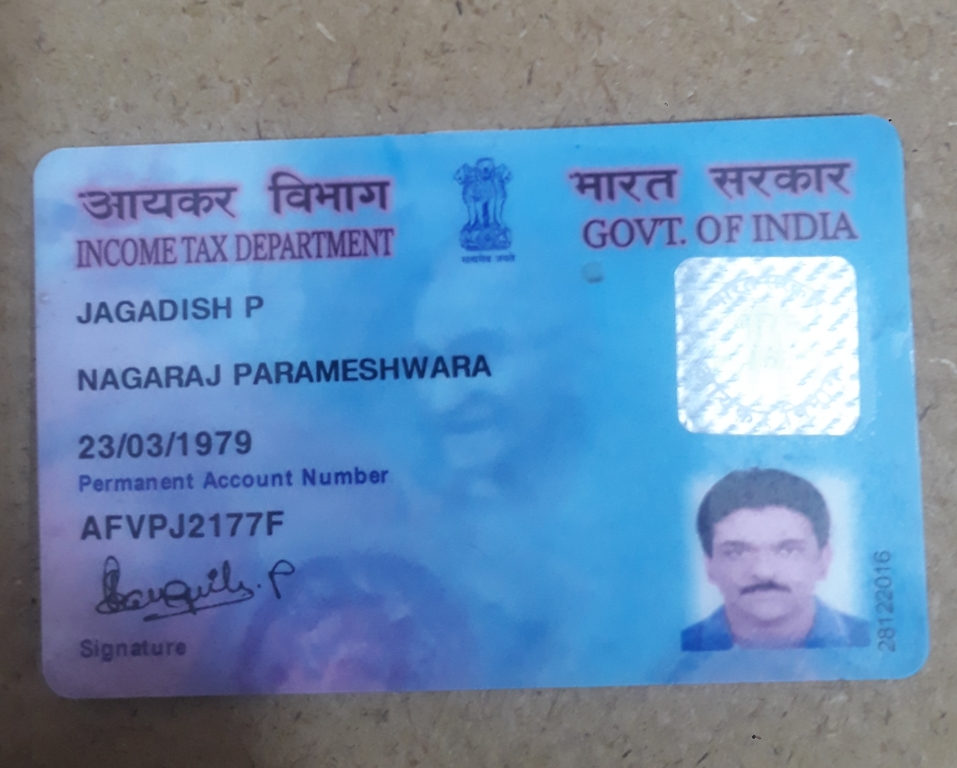 आयकर विभाग
INCOME TAX DEPARTMENT
सत्यमेव जयते
भारत सरकार
GOVT. OF INDIA
JAGADISH P
NAGARAJ PARAMESHWARA
23/03/1979
Permanent Account Number
AFVPJ2177F
Signature
28122016